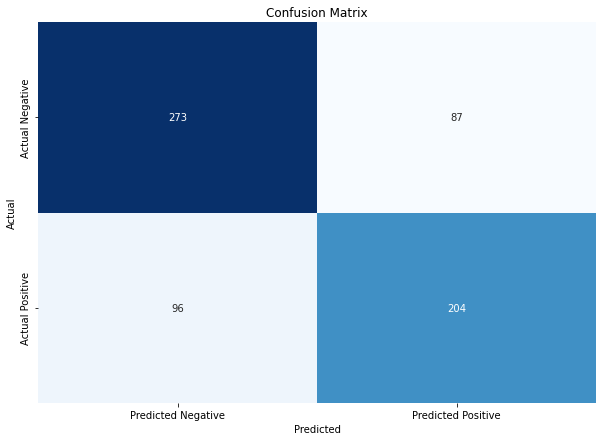 Confusion Matrix
Actual
Actual Negative
273
87
Actual Positive
96
204
Predicted Negative
Predicted Positive
Predicted